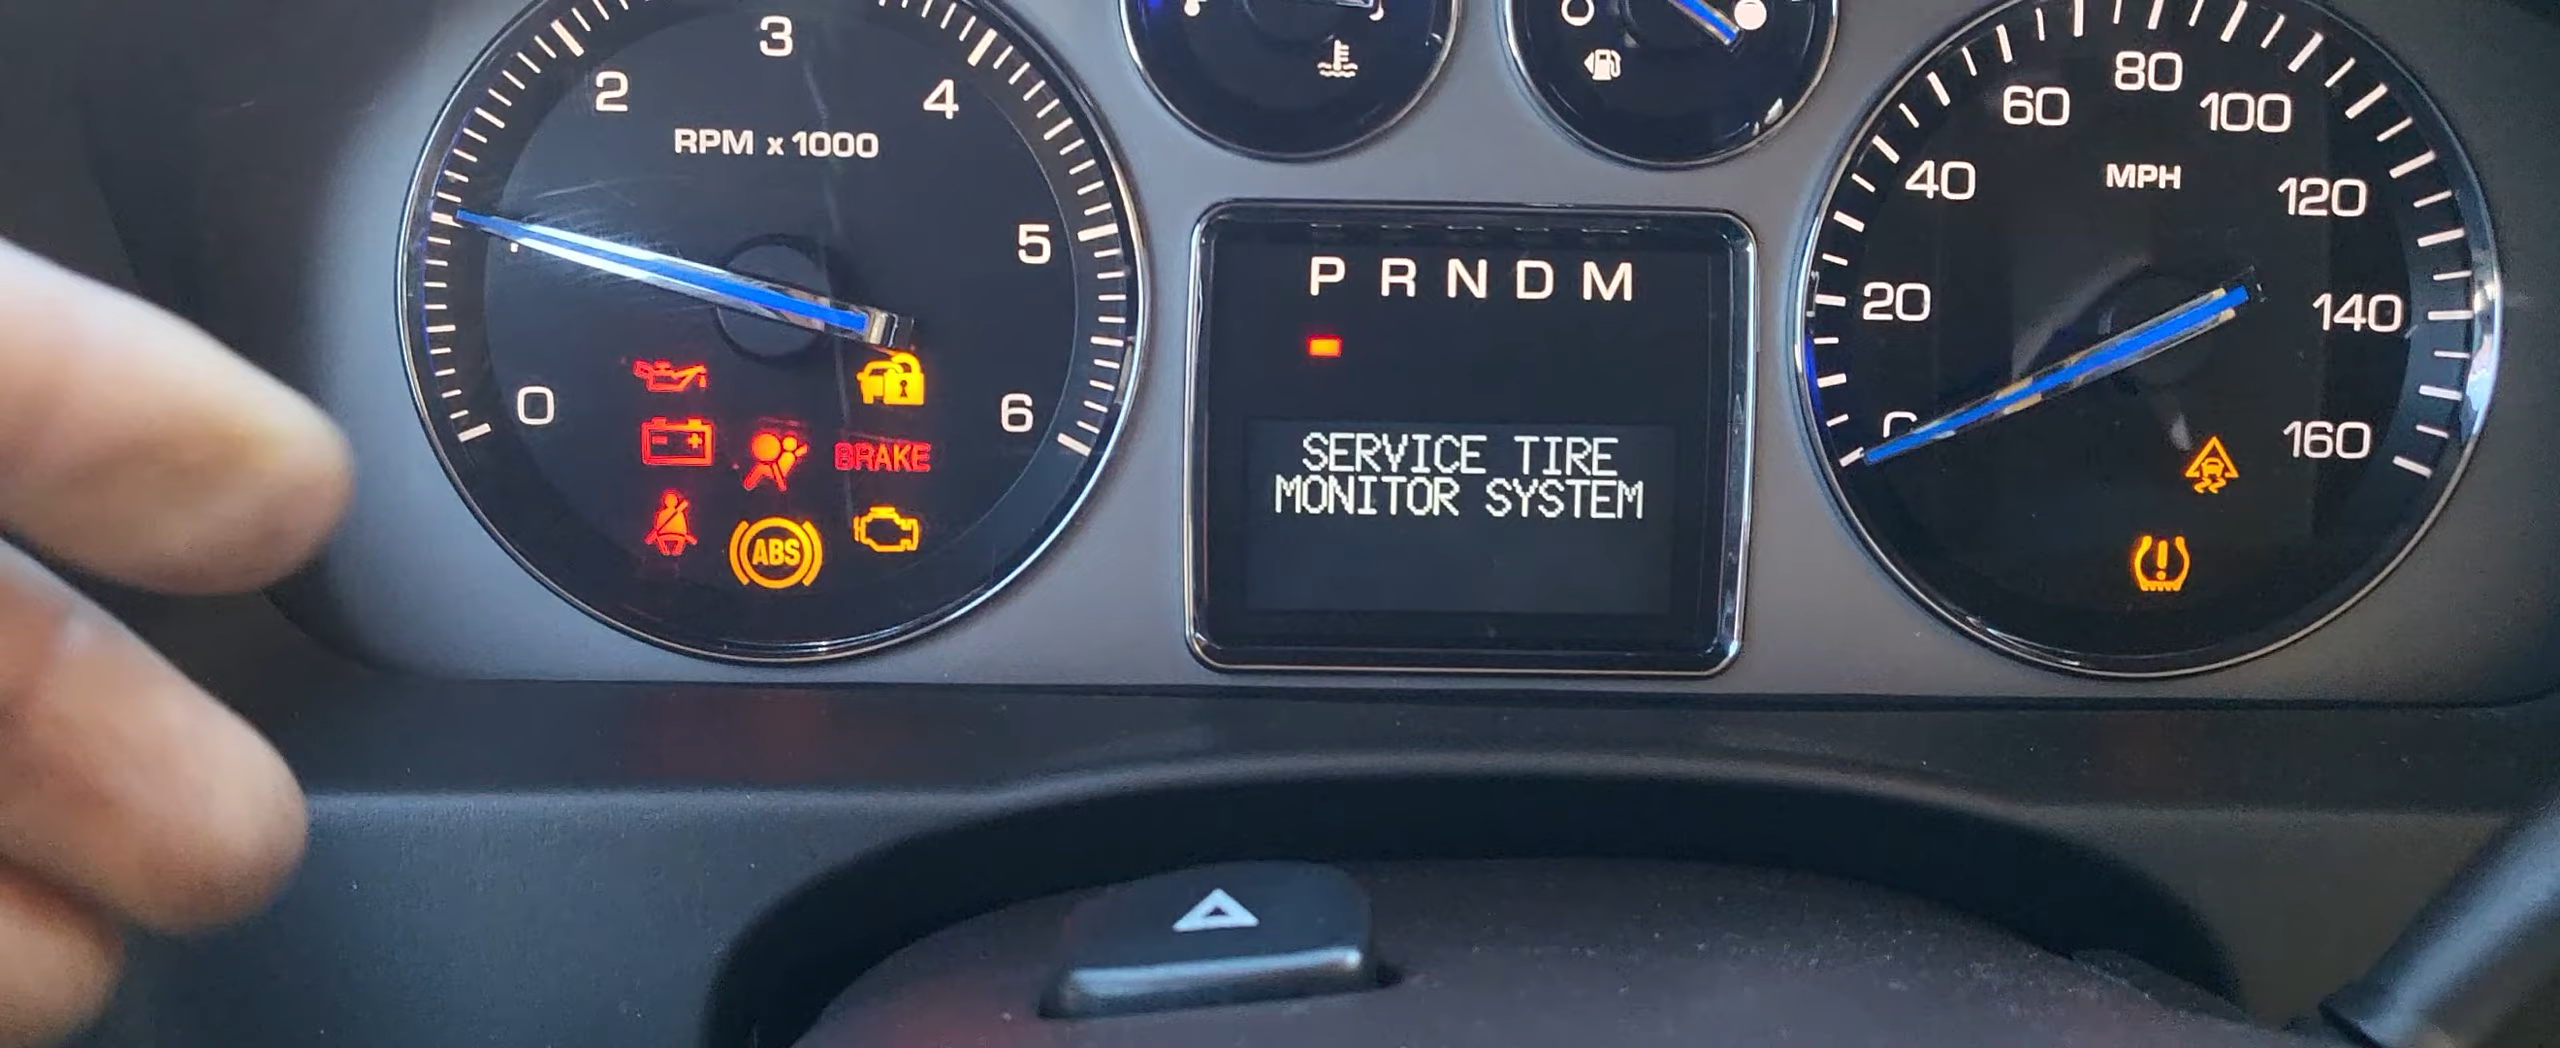 3
2
4
RPM x 1000
5
0
6
BRAKE
ABS
P R N D M
SERVICE TIRE
MONITOR SYSTEM
80
60
100
40
MPH
120
20
140
160